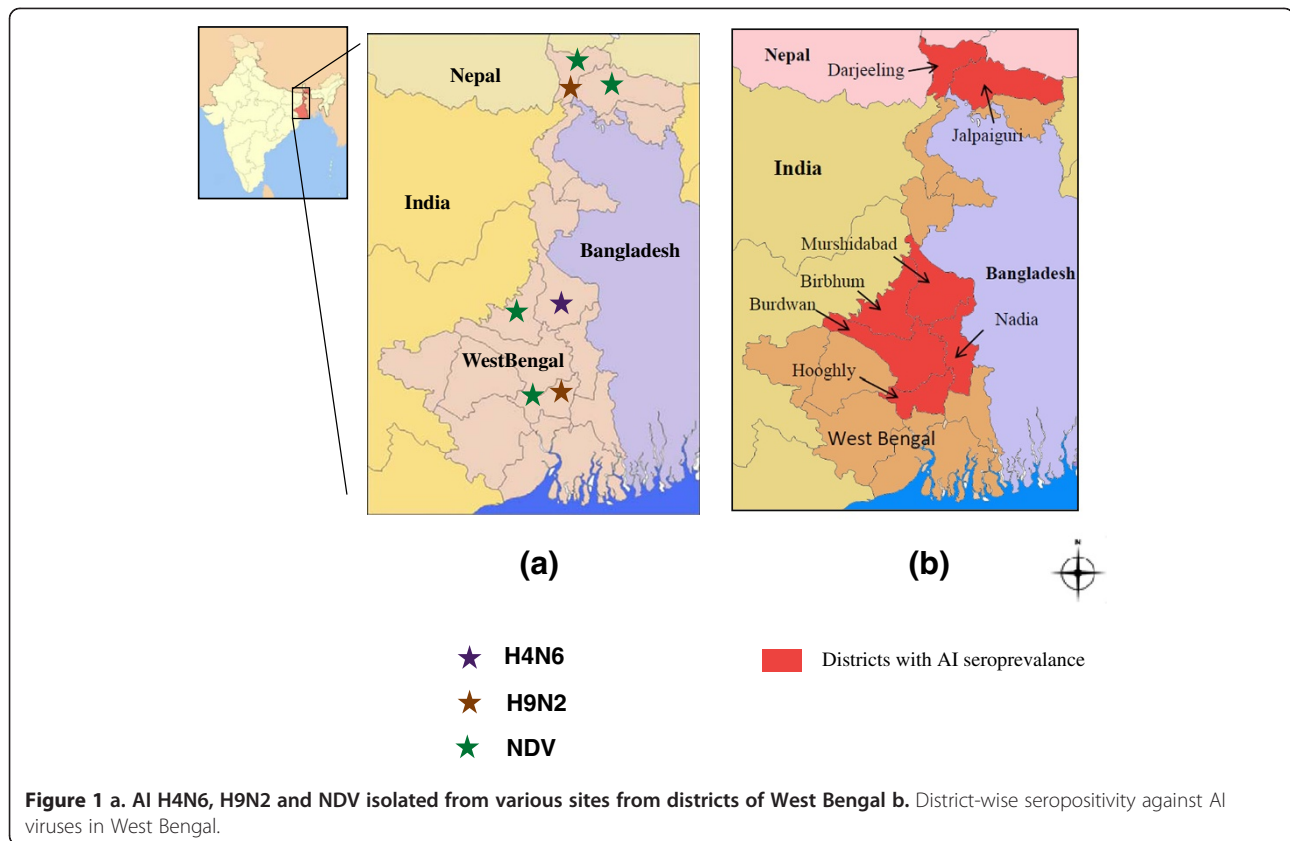 Nepal
India
Bangladesh
WestBengal
(a)
Nepal
Darjeeling
Jalpaiguri
India
Murshidabad
Birbhum
Bangladesh
Burdwan
Nadia
Hooghly
West Bengal
(b)
N
H4N6
H9N2
NDV
Districts with AI seroprevalance
Figure 1 a. AI H4N6, H9N2 and NDV isolated from various sites from districts of West Bengal b. District-wise seropositivity against AI
viruses in West Bengal.